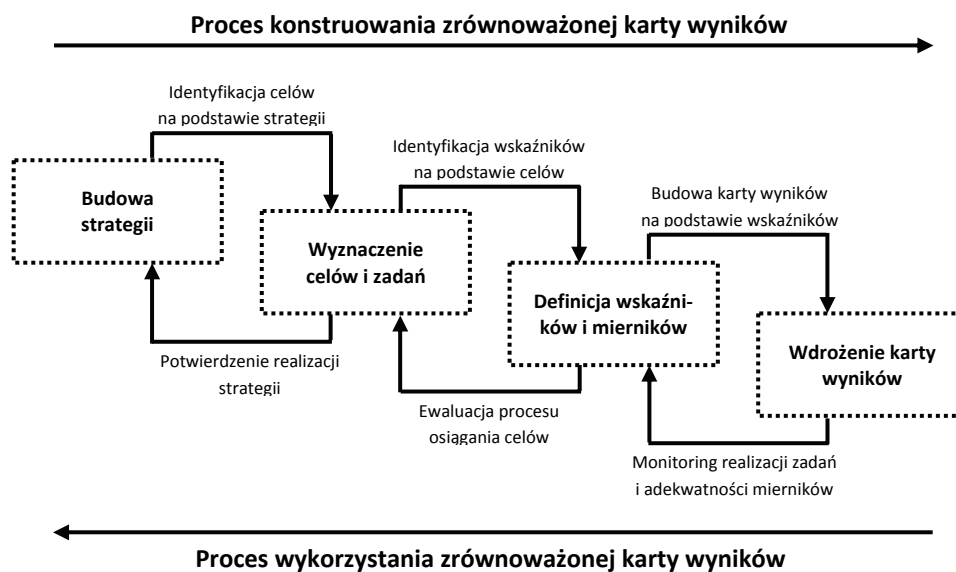 Proces konstruowania zrównoważonej karty wyników
Identyfikacja celów
na podstawie strategii
Identyfikacja wskaźników
na podstawie celów
Budowa karty wyników
na podstawie wskaźników
Budowa
strategii
Wyznaczenie
celów i zadań
Definicja wskaźni-
ków i mierników
Wdrożenie karty
wyników
Potwierdzenie realizacji
strategii
Ewaluacja procesu
osiągania celów
Monitoring realizacji zadań
i adekwatności mierników
Proces wykorzystania zrównoważonej karty wyników